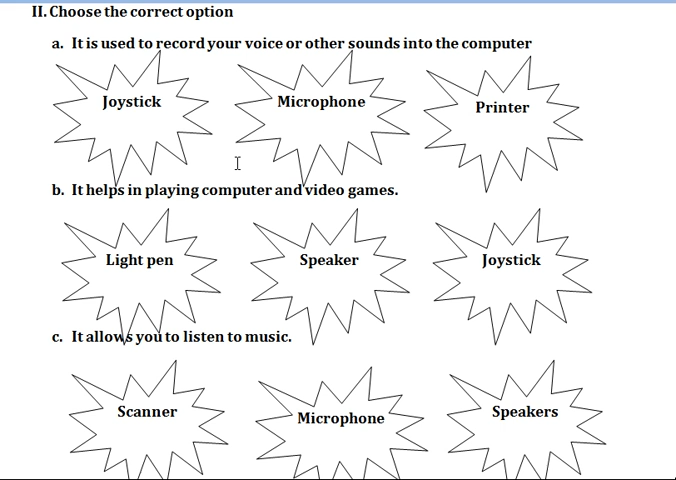 II. Choose the correct option
a. It is used to record your voice or other sounds into the computer
Joystick Microphone Printer
b. It helps in playing computer and video games.
Light pen Speaker Joystick
c. It allows you to listen to music.
Scanner Microphone Speakers